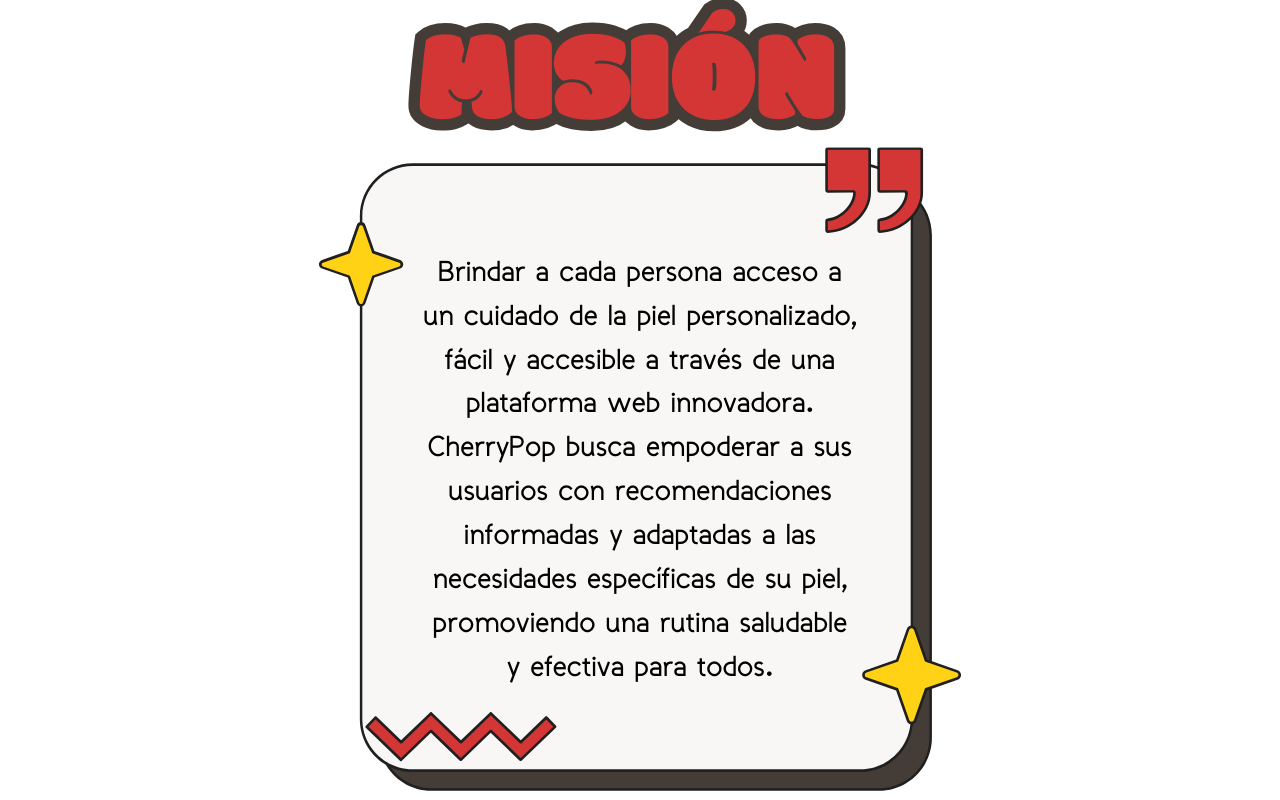 MISIÓN
Brindar a cada persona acceso a
un cuidado de la piel personalizado,
fácil y accesible a través de una
plataforma web innovadora.
CherryPop busca empoderar a sus
usuarios con recomendaciones
informadas y adaptadas a las
necesidades específicas de su piel,
promoviendo una rutina saludable
y efectiva para todos.